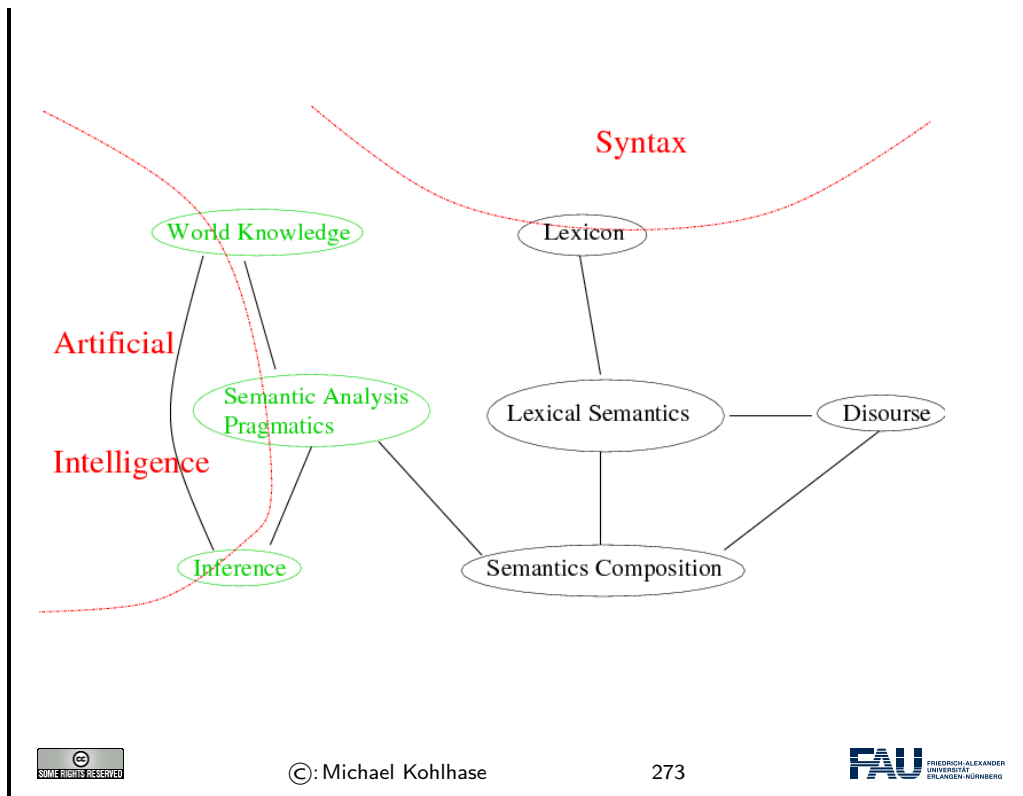 Syntax
World Knowledge
Lexicon
Artificial
Semantic Analysis
Pragmatics
Lexical Semantics
Disourse
Intelligence
Inference
Semantics Composition
cc
SOME RIGHTS RESERVED
©: Michael Kohlhase
273
FAU
FRIEDRICH-ALEXANDER
UNIVERSITÄT
ERLANGEN-NÜRNBERG